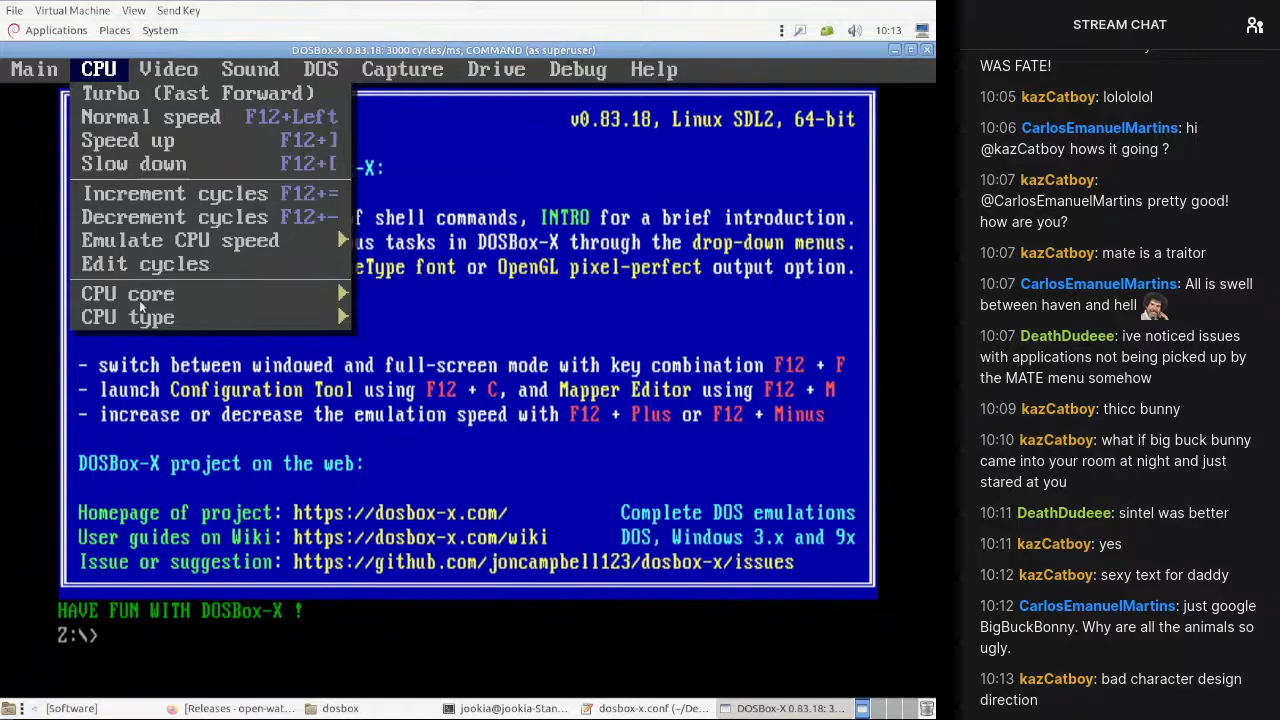 File Virtual Machine View Send Key
Applications Places System 10:13
DOSBox-X 0.83.18: 3000 cycles/ms, COMMAND (as superuser)
Main CPU Video Sound DOS Capture Drive Debug Help
Turbo (Fast Forward)
Normal speed F12+Left
Speed up F12+]
Slow down F12+[
Increment cycles F12+=
Decrement cycles F12+-
Emulate CPU speed
Edit cycles
CPU core
CPU type
v0.83.18, Linux SDL2, 64-bit
-X:
f shell commands, INTRO for a brief introduction.
us tasks in DOSBox-X through the drop-down menus.
eType font or OpenGL pixel-perfect output option.
- switch between windowed and full-screen mode with key combination F12 + F
- launch Configuration Tool using F12 + C, and Mapper Editor using F12 + M
- increase or decrease the emulation speed with F12 + Plus or F12 + Minus
DOSBox-X project on the web:
Homepage of project: https://dosbox-x.com/ Complete DOS emulations
User guides on Wiki: https://dosbox-x.com/wiki DOS, Windows 3.x and 9x
Issue or suggestion: https://github.com/joncampbell123/dosbox-x/issues
HAVE FUN WITH DOSBox-X !
Z:\>
[Software] [Releases - open-wat... dosbox jookia@jookia-Stan... dosbox-x.conf (~/De... DOSBox-X 0.83.18: 3...
STREAM CHAT
WAS FATE!
10:05 kazCatboy: lolololol
10:06 CarlosEmanuelMartins: hi
@kazCatboy hows it going ?
10:07 kazCatboy:
@CarlosEmanuelMartins pretty good!
how are you?
10:07 kazCatboy: mate is a traitor
10:07 CarlosEmanuelMartins: All is swell
between haven and hell
10:07 DeathDudeee: ive noticed issues
with applications not being picked up by
the MATE menu somehow
10:09 kazCatboy: thicc bunny
10:10 kazCatboy: what if big buck bunny
came into your room at night and just
stared at you
10:11 DeathDudeee: sintel was better
10:11 kazCatboy: yes
10:12 kazCatboy: sexy text for daddy
10:12 CarlosEmanuelMartins: just google
BigBuckBonny. Why are all the animals so
ugly.
10:13 kazCatboy: bad character design
direction